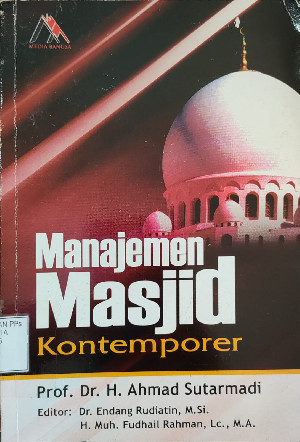 MEDIA BANGSA
Manajemen
Masjid
Kontemporer
Prof. Dr. H. Ahmad Sutarmadi
Editor: Dr. Endang Rudiatin, M.Si.
H. Muh. Fudhail Rahman, Lc., M.A.